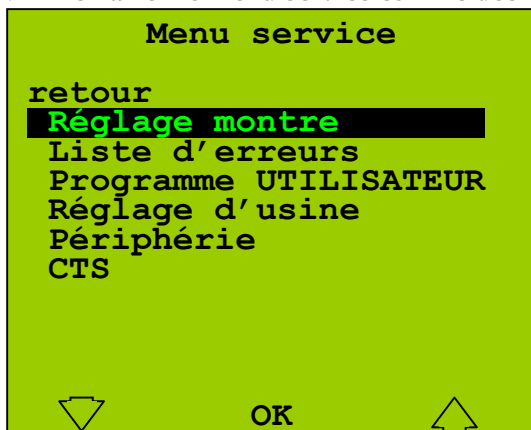 Menu service
retour
Réglage montre
Liste d’erreurs
Programme UTILISATEUR
Réglage d’usine
Périphérie
CTS
OK